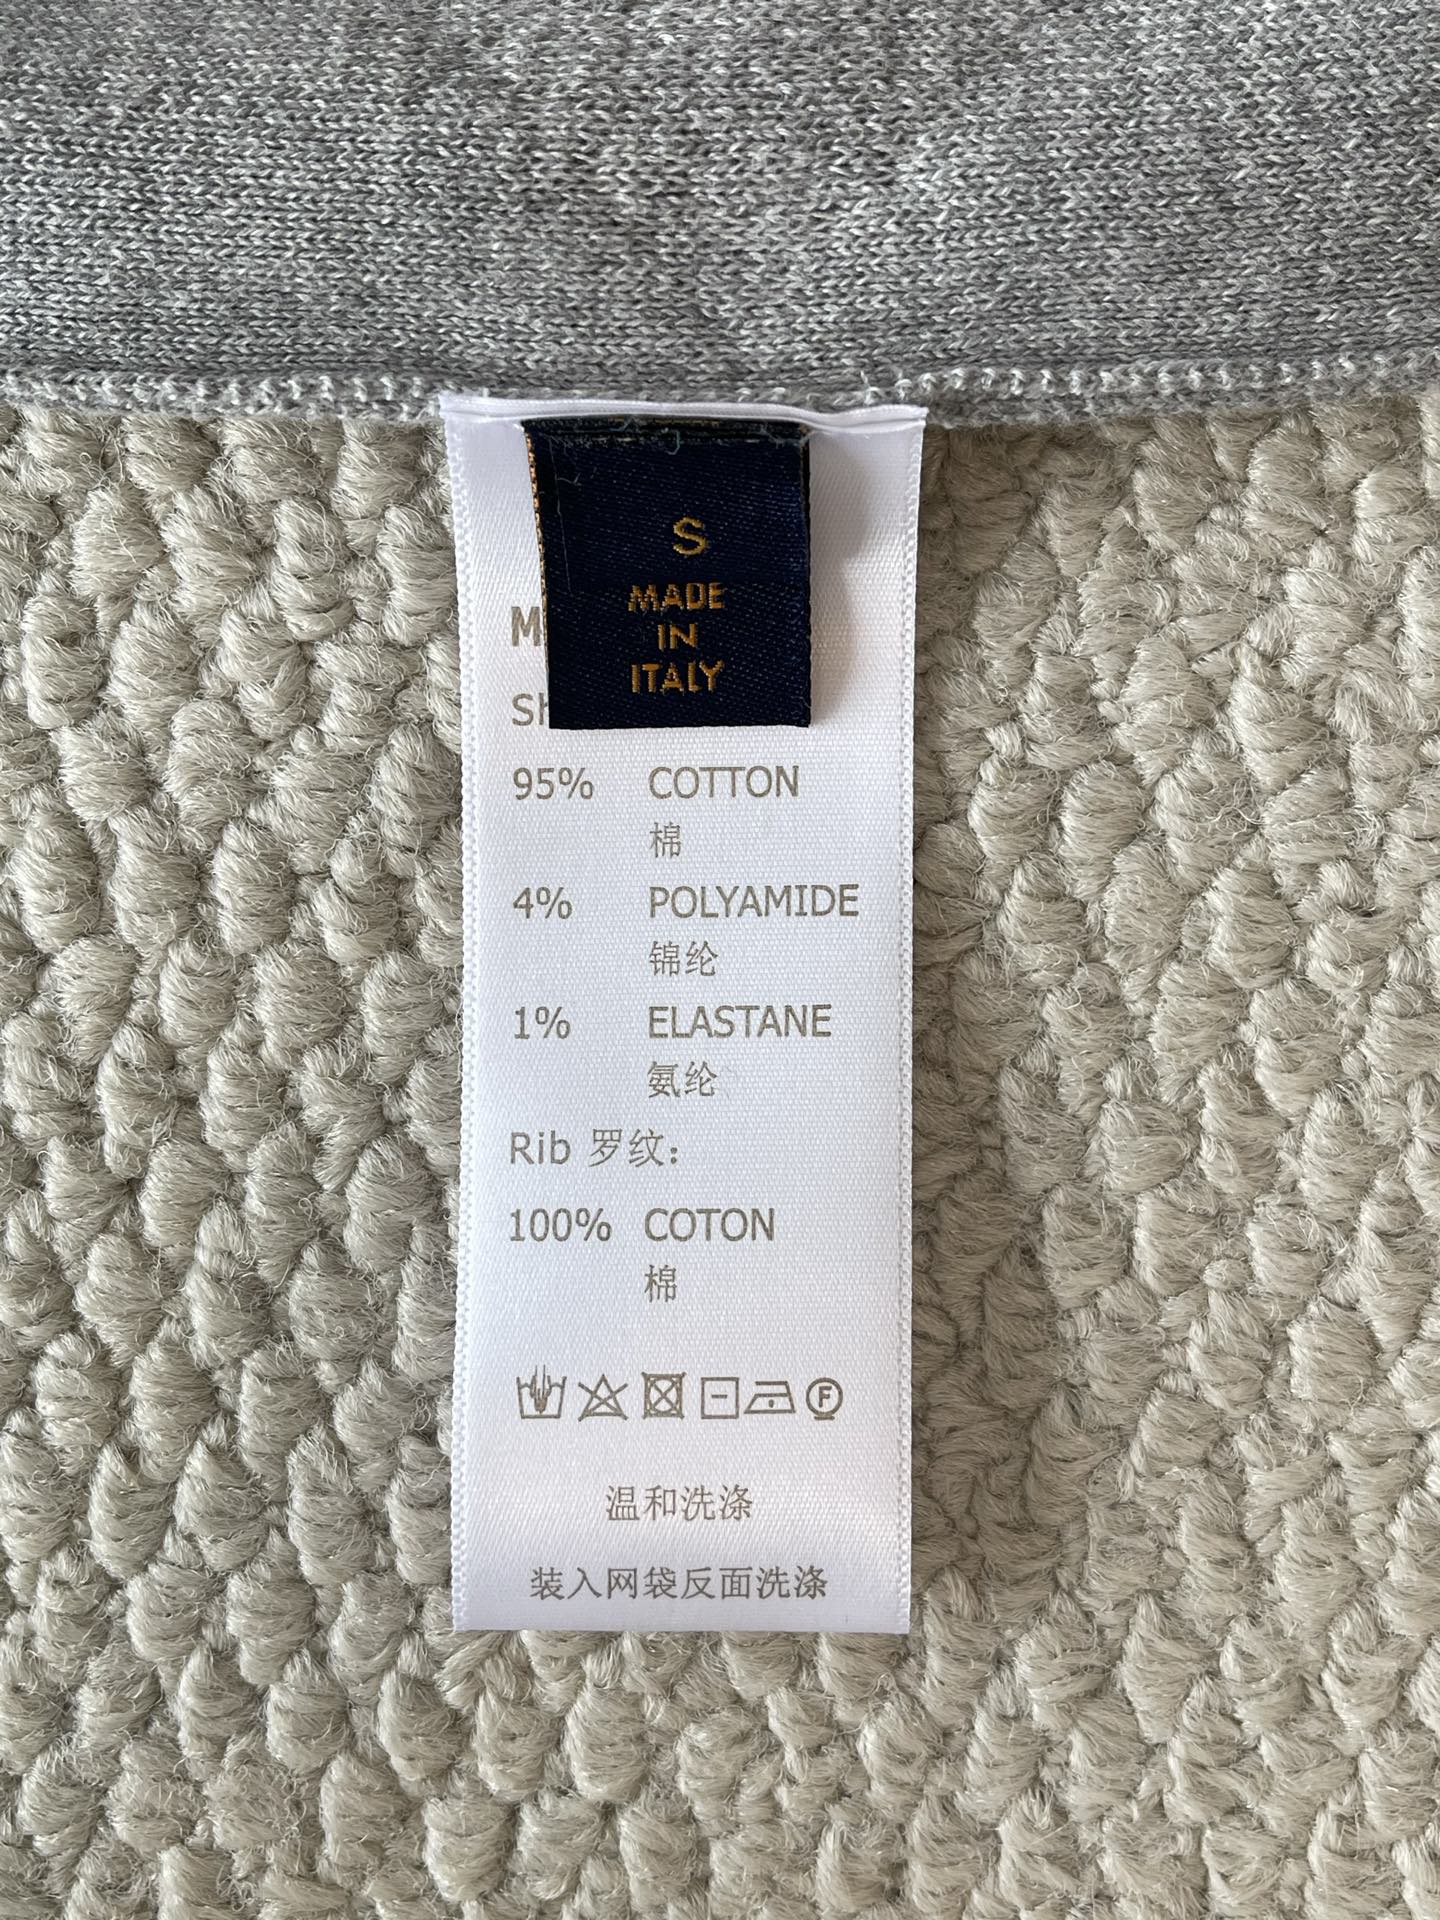 S
MADE
IN
ITALY
95% COTTON
棉
4% POLYAMIDE
锦纶
1% ELASTANE
氨纶
Rib 罗纹:
100% COTON
棉
F
温和洗涤
装入网袋反面洗涤